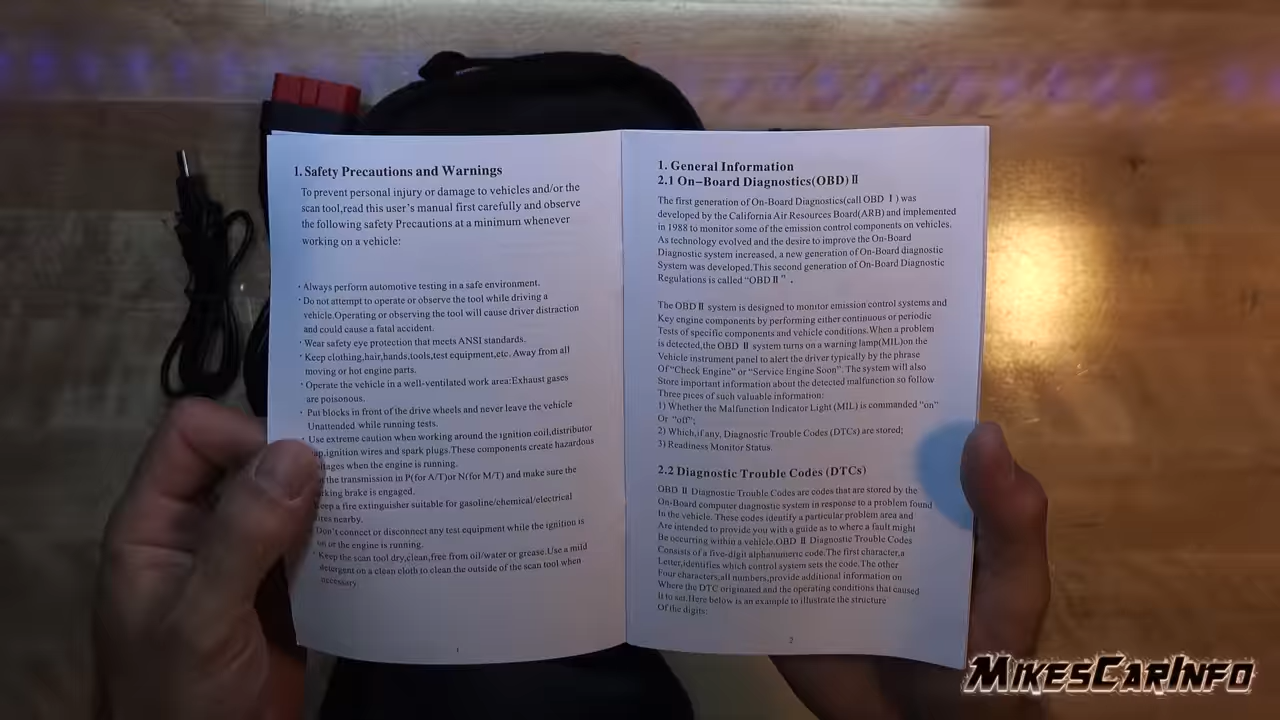 1. Safety Precautions and Warnings
To prevent personal injury or damage to vehicles and/or the
scan tool,read this user's manual first carefully and observe
the following safety Precautions at a minimum whenever
working on a vehicle:
· Always perform automotive testing in a safe environment.
· Do not attempt to operate or observe the tool while driving a
vehicle.Operating or observing the tool will cause driver distraction
and could cause a fatal accident.
· Wear safety eye protection that meets ANSI standards.
· Keep clothing,hair,hands,tools,test equipment,etc. Away from all
moving or hot engine parts.
· Operate the vehicle in a well-ventilated work area:Exhaust gases
are poisonous.
· Put blocks in front of the drive wheels and never leave the vehicle
Unattended while running tests.
· Use extreme caution when working around the ignition coil,distributor
ignition wires and spark plugs.These components create hazardous
when the engine is running.
the transmission in P(for A/T)or N(for M/T) and make sure the
brake is engaged.
Keep a fire extinguisher suitable for gasoline/chemical/electrical
nearby.
Don't connect or disconnect any test equipment while the ignition is
on or the engine is running.
Keep the scan tool dry,clean,free from oil/water or grease.Use a mild
detergent on a clean cloth to clean the outside of the scan tool when
necessary.
1
1. General Information
2.1 On-Board Diagnostics(OBD) Ⅱ
The first generation of On-Board Diagnostics(call OBD Ⅰ) was
developed by the California Air Resources Board(ARB) and implemented
in 1988 to monitor some of the emission control components on vehicles.
As technology evolved and the desire to improve the On-Board
Diagnostic system increased, a new generation of On-Board diagnostic
System was developed.This second generation of On-Board Diagnostic
Regulations is called "OBD Ⅱ" .
The OBD Ⅱ system is designed to monitor emission control systems and
Key engine components by performing either continuous or periodic
Tests of specific components and vehicle conditions.When a problem
is detected,the OBD Ⅱ system turns on a warning lamp(MIL)on the
Vehicle instrument panel to alert the driver typically by the phrase
Of"Check Engine" or "Service Engine Soon". The system will also
Store important information about the detected malfunction so follow
Three pices of such valuable information:
1) Whether the Malfunction Indicator Light (MIL) is commanded "on"
Or "off";
2) Which,if any, Diagnostic Trouble Codes (DTCs) are stored;
3) Readiness Monitor Status.
2.2 Diagnostic Trouble Codes (DTCs)
OBD Ⅱ Diagnostic Trouble Codes are codes that are stored by the
On-Board computer diagnostic system in response to a problem found
In the vehicle. These codes identify a particular problem area and
Are intended to provide you with a guide as to where a fault might
Be occurring within a vehicle.OBD Ⅱ Diagnostic Trouble Codes
Consists of a five-digit alphanumeric code.The first character,a
Letter,identifies which control system sets the code.The other
Four characters,all numbers,provide additional information on
Where the DTC originated and the operating conditions that caused
It to set.Here below is an example to illustrate the structure
Of the digits:
2
MikesCarInfo